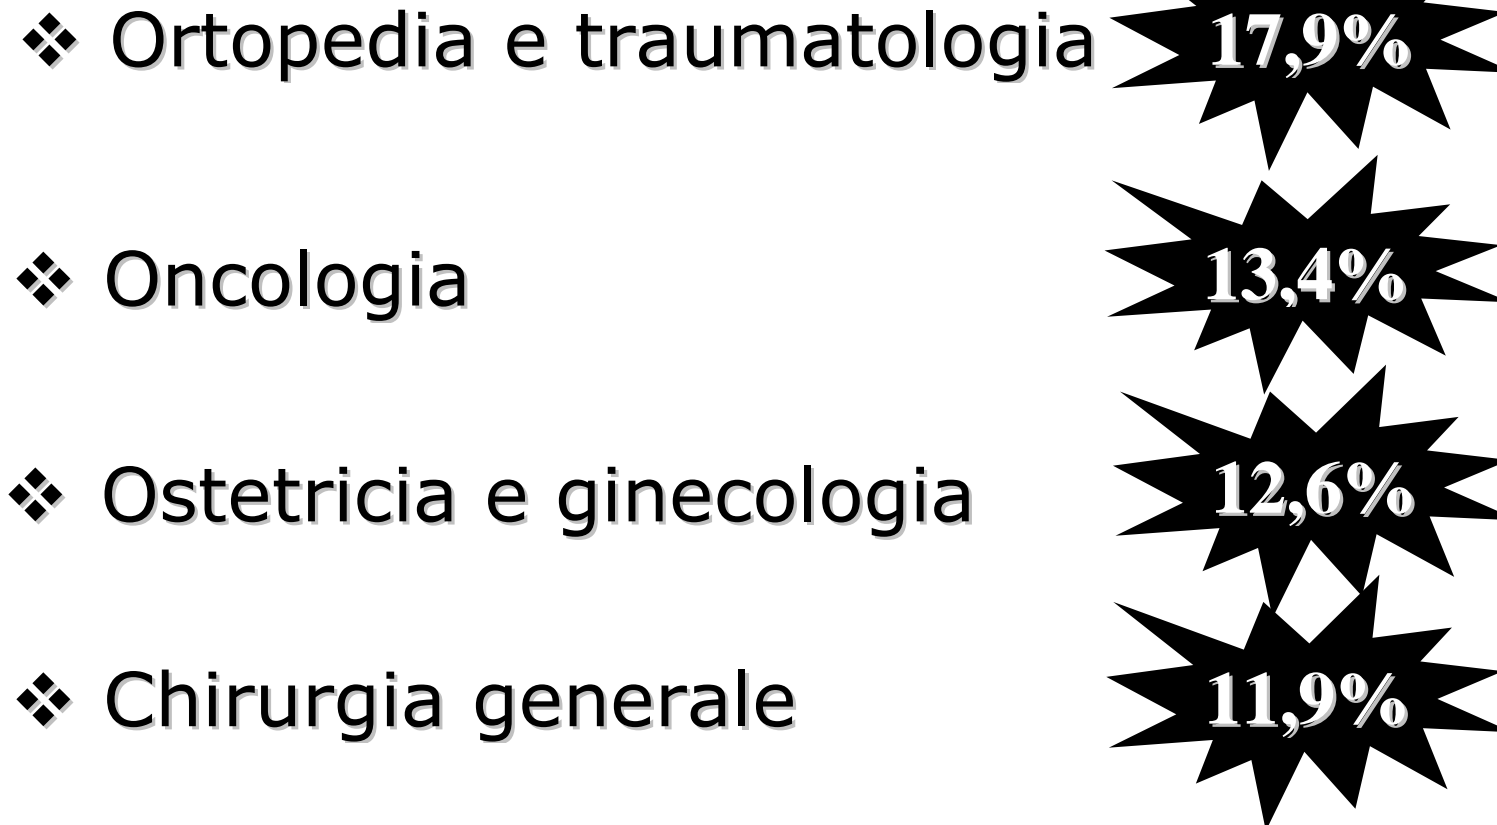 ❖ Ortopedia e traumatologia 17,9%
❖ Oncologia 13,4%
❖ Ostetricia e ginecologia 12,6%
❖ Chirurgia generale 11,9%